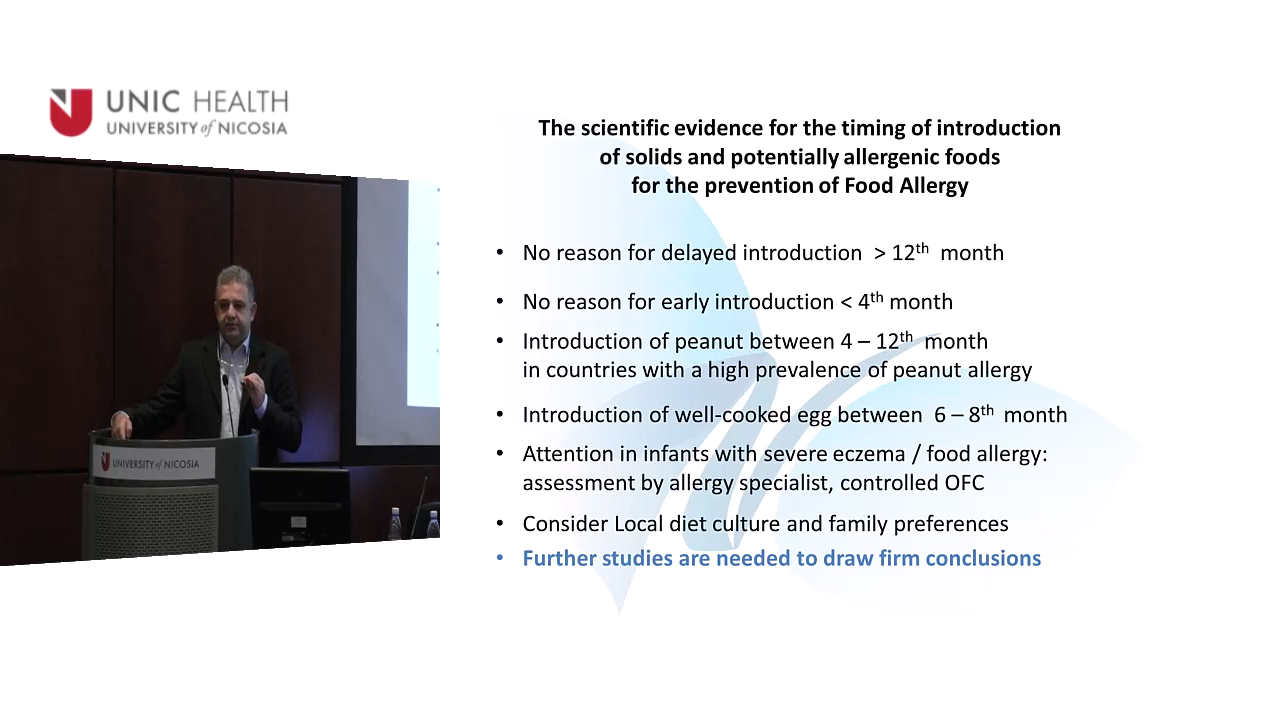 UNIC HEALTH
UNIVERSITY of NICOSIA
The scientific evidence for the timing of introduction
of solids and potentially allergenic foods
for the prevention of Food Allergy
• No reason for delayed introduction > 12th month
• No reason for early introduction < 4th month
• Introduction of peanut between 4 – 12th month
in countries with a high prevalence of peanut allergy
• Introduction of well-cooked egg between 6 – 8th month
• Attention in infants with severe eczema / food allergy:
assessment by allergy specialist, controlled OFC
• Consider Local diet culture and family preferences
• Further studies are needed to draw firm conclusions
UNIVERSITY of NICOSIA